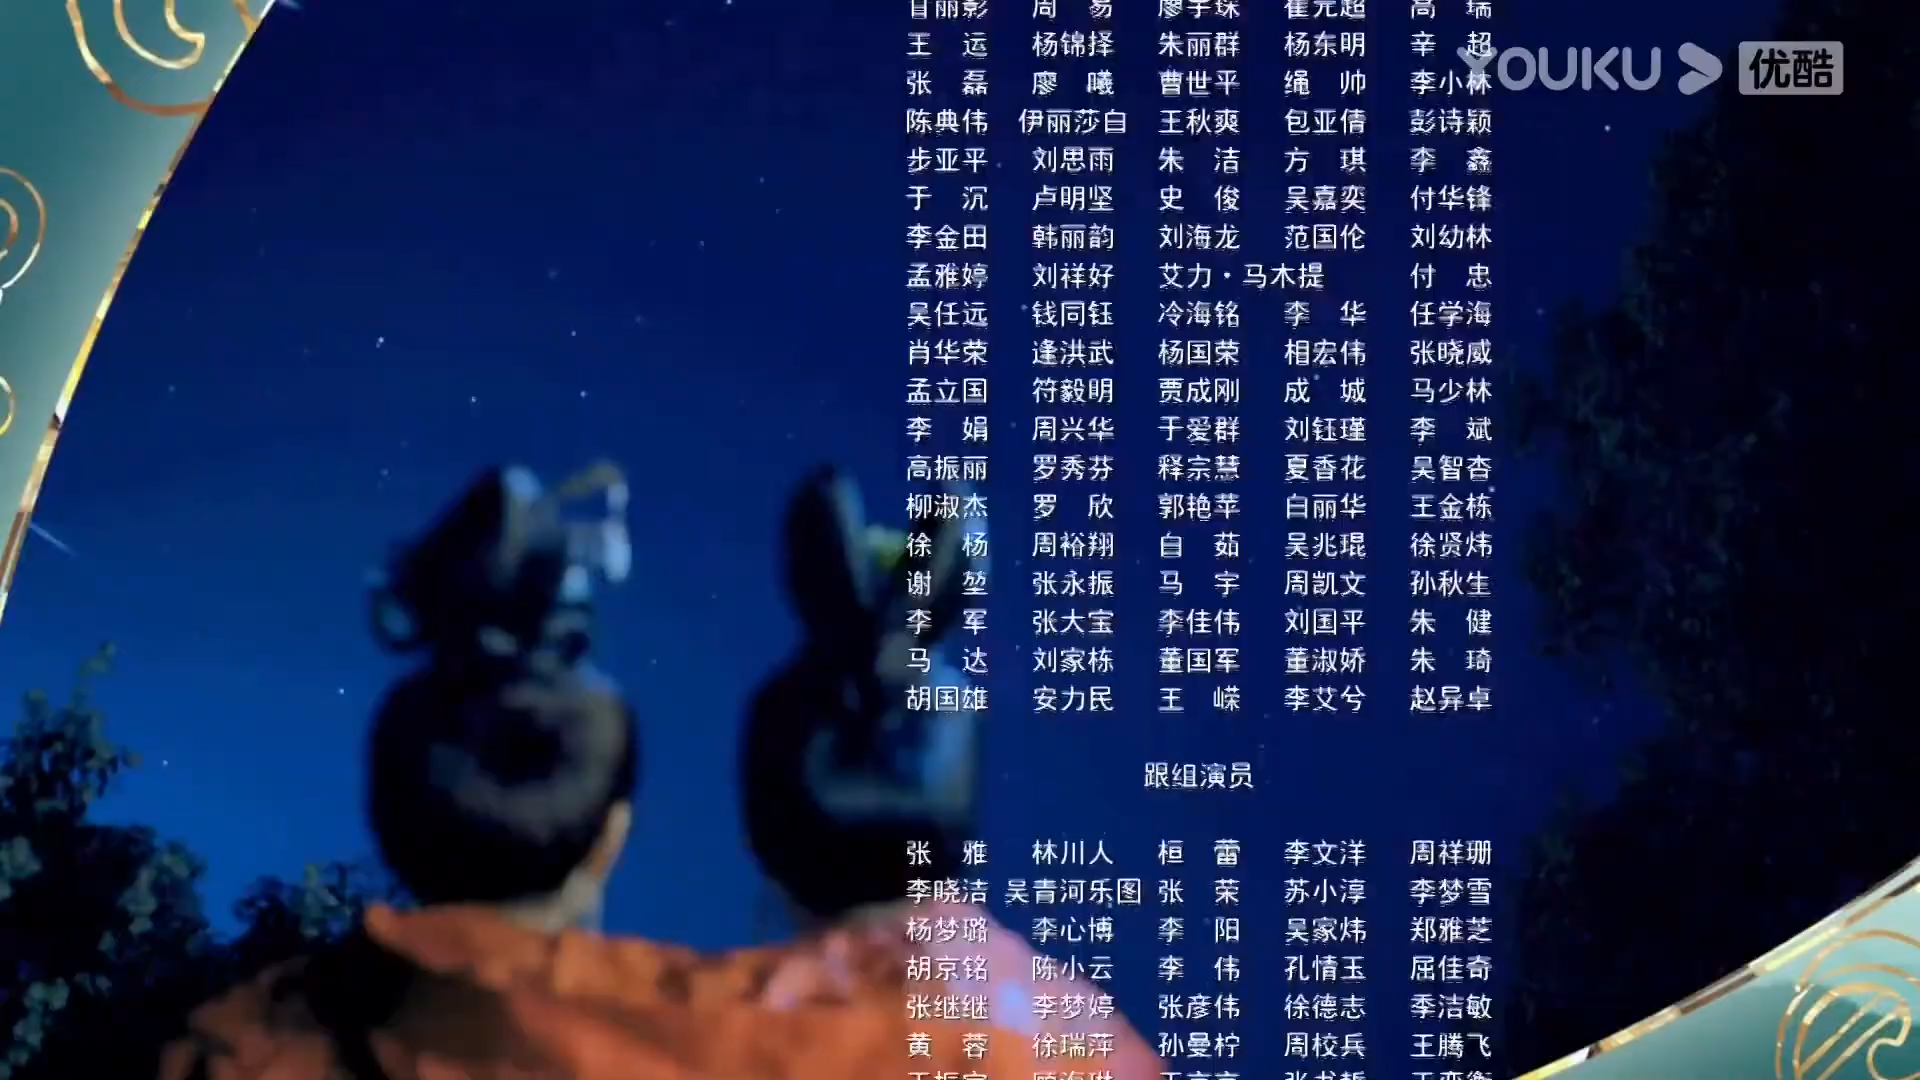 YOUKU 优酷
王 运 杨锦择 朱丽群 杨东明 辛 超
张 磊 廖 曦 曹世平 绳 帅 李小林
陈典伟 伊丽莎白 王秋爽 包亚倩 彭诗颖
步亚平 刘思雨 朱 洁 方 琪 李 鑫
于 沉 卢明坚 史 俊 吴嘉奕 付华锋
李金田 韩丽韵 刘海龙 范国伦 刘幼林
孟雅婷 刘祥好 艾力·马木提 付 忠
吴任远 钱同钰 冷海铭 李 华 任学海
肖华荣 逄洪武 杨国荣 相宏伟 张晓威
孟立国 符毅明 贾成刚 成 城 马少林
李 娟 周兴华 于爱群 刘钰瑾 李 斌
高振丽 罗秀芬 释宗慧 夏香花 吴智杏
柳淑杰 罗 欣 郭艳苹 白丽华 王金栋
徐 杨 周裕翔 白 茹 吴兆琨 徐贤炜
谢 堃 张永振 马 宇 周凯文 孙秋生
李 军 张大宝 李佳伟 刘国平 朱 健
马 达 刘家栋 董国军 董淑娇 朱 琦
胡国雄 安力民 王 嵘 李艾兮 赵异卓
跟组演员
张 雅 林川人 桓 蕾 李文洋 周祥珊
李晓洁 吴青河乐图 张 荣 苏小淳 李梦雪
杨梦璐 李心博 李 阳 吴家炜 郑雅芝
胡京铭 陈小云 李 伟 孔情玉 屈佳奇
张继继 李梦婷 张彦伟 徐德志 季洁敏
黄 蓉 徐瑞萍 孙曼柠 周校兵 王腾飞